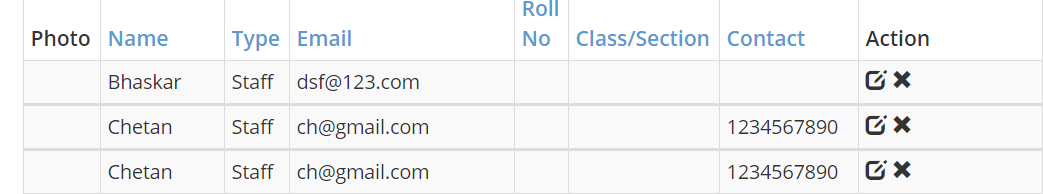 Photo Name Type Email Roll No Class/Section Contact Action
Bhaskar Staff dsf@123.com
Chetan Staff ch@gmail.com 1234567890
Chetan Staff ch@gmail.com 1234567890